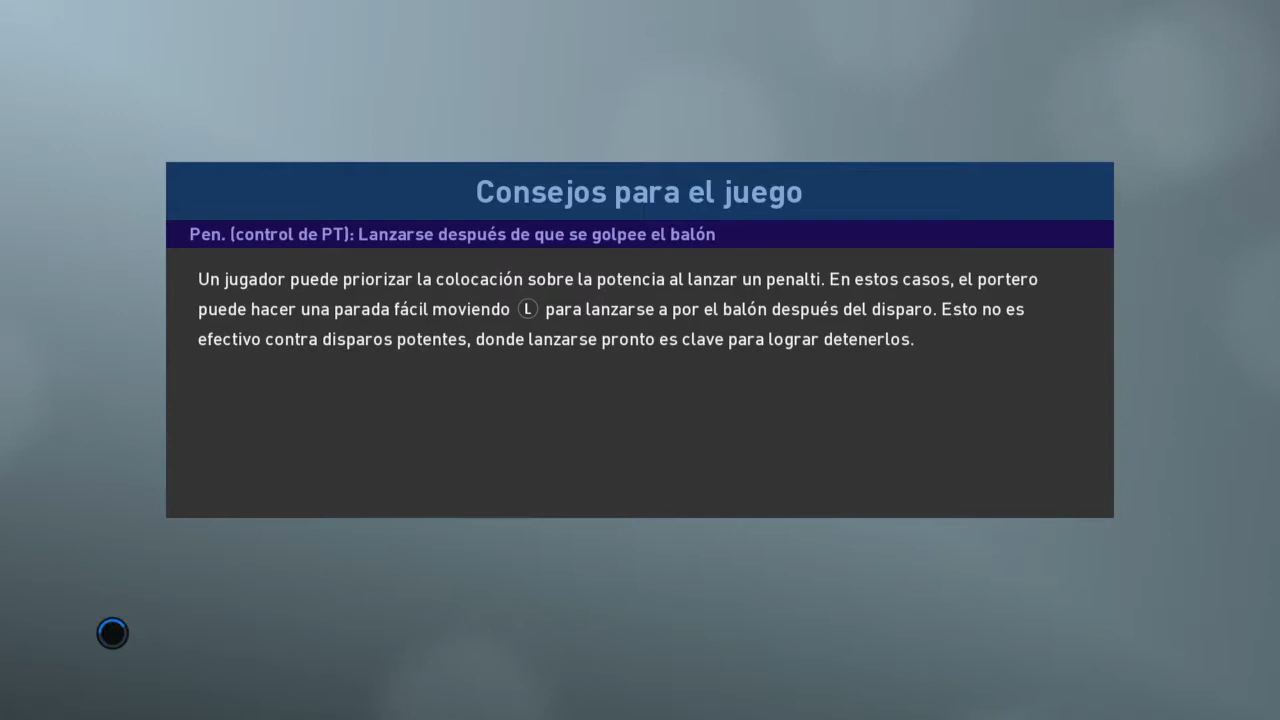 Consejos para el juego
Pen. (control de PT): Lanzarse después de que se golpee el balón
Un jugador puede priorizar la colocación sobre la potencia al lanzar un penalti. En estos casos, el portero
puede hacer una parada fácil moviendo L para lanzarse a por el balón después del disparo. Esto no es
efectivo contra disparos potentes, donde lanzarse pronto es clave para lograr detenerlos.